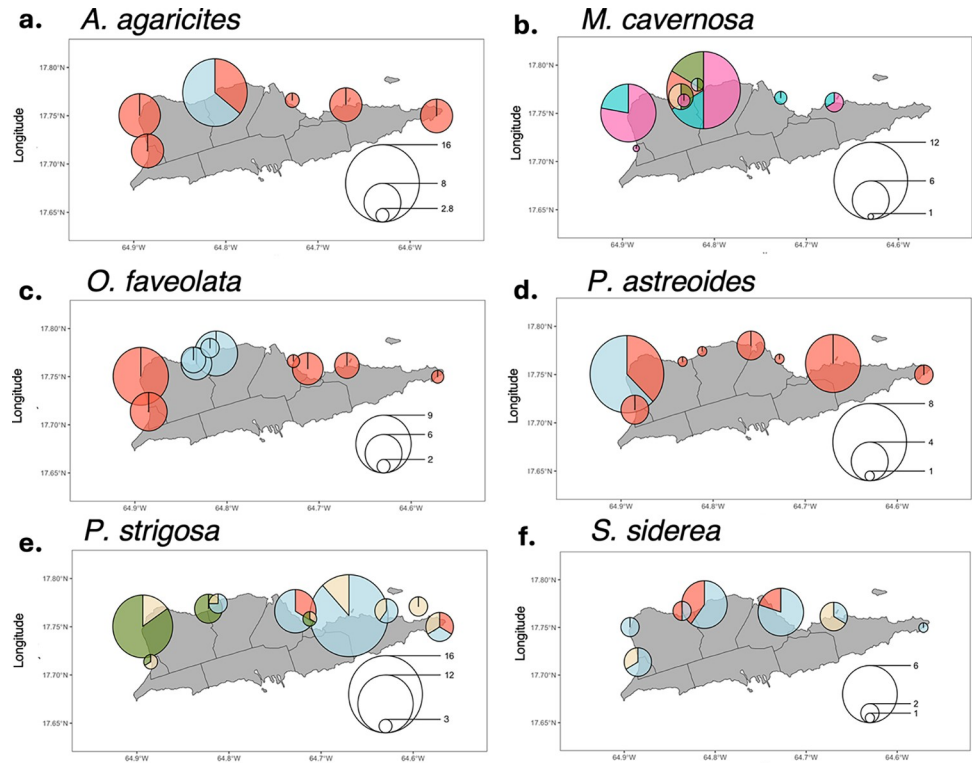 a. A. agaricites
17.80°N
17.75°N
17.70°N
17.65°N
Longitude
16
8
2.8
64.9°W 64.8°W 64.7°W 64.6°W
b. M. cavernosa
17.80°N
17.75°N
17.70°N
17.65°N
Longitude
12
6
1
64.9°W 64.8°W 64.7°W 64.6°W
c. O. faveolata
17.80°N
17.75°N
17.70°N
17.65°N
Longitude
9
6
2
64.9°W 64.8°W 64.7°W 64.6°W
d. P. astreoides
17.80°N
17.75°N
17.70°N
17.65°N
Longitude
8
4
1
64.9°W 64.8°W 64.7°W 64.6°W
e. P. strigosa
17.80°N
17.75°N
17.70°N
17.65°N
Longitude
16
12
3
64.9°W 64.8°W 64.7°W 64.6°W
f. S. siderea
17.80°N
17.75°N
17.70°N
17.65°N
Longitude
6
2
1
64.9°W 64.8°W 64.7°W 64.6°W